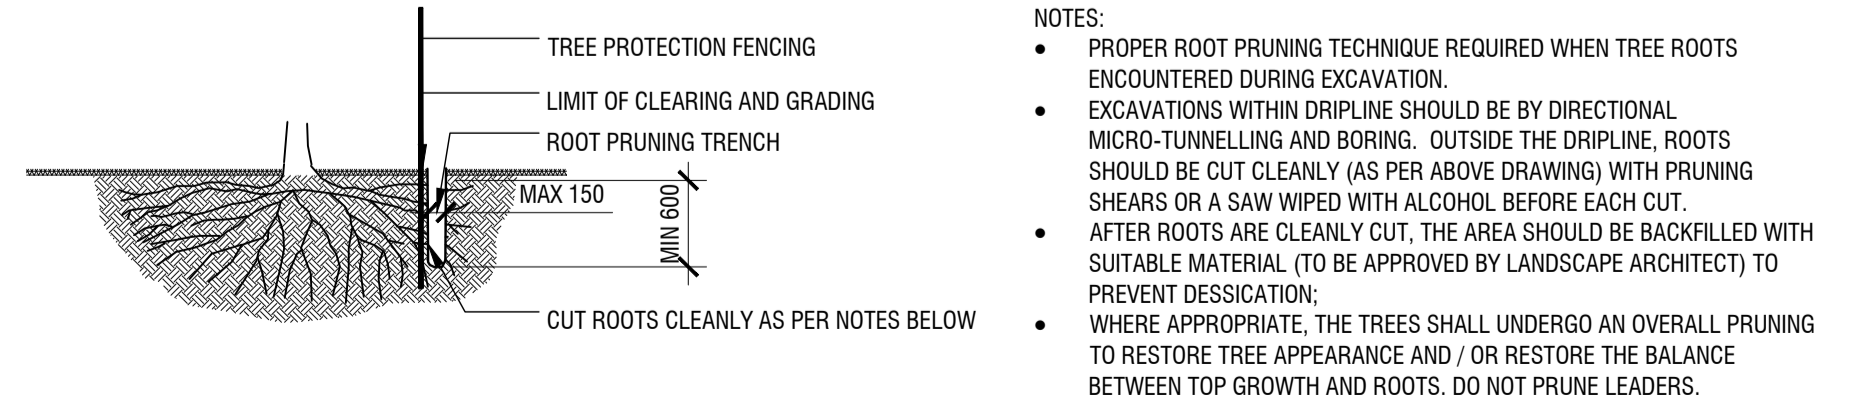 TREE PROTECTION FENCING
LIMIT OF CLEARING AND GRADING
ROOT PRUNING TRENCH
MAX 150
MIN 600
CUT ROOTS CLEANLY AS PER NOTES BELOW
NOTES:
● PROPER ROOT PRUNING TECHNIQUE REQUIRED WHEN TREE ROOTS
ENCOUNTERED DURING EXCAVATION.
● EXCAVATIONS WITHIN DRIPLINE SHOULD BE BY DIRECTIONAL
MICRO-TUNNELLING AND BORING. OUTSIDE THE DRIPLINE, ROOTS
SHOULD BE CUT CLEANLY (AS PER ABOVE DRAWING) WITH PRUNING
SHEARS OR A SAW WIPED WITH ALCOHOL BEFORE EACH CUT.
● AFTER ROOTS ARE CLEANLY CUT, THE AREA SHOULD BE BACKFILLED WITH
SUITABLE MATERIAL (TO BE APPROVED BY LANDSCAPE ARCHITECT) TO
PREVENT DESSICATION;
● WHERE APPROPRIATE, THE TREES SHALL UNDERGO AN OVERALL PRUNING
TO RESTORE TREE APPEARANCE AND / OR RESTORE THE BALANCE
BETWEEN TOP GROWTH AND ROOTS. DO NOT PRUNE LEADERS.